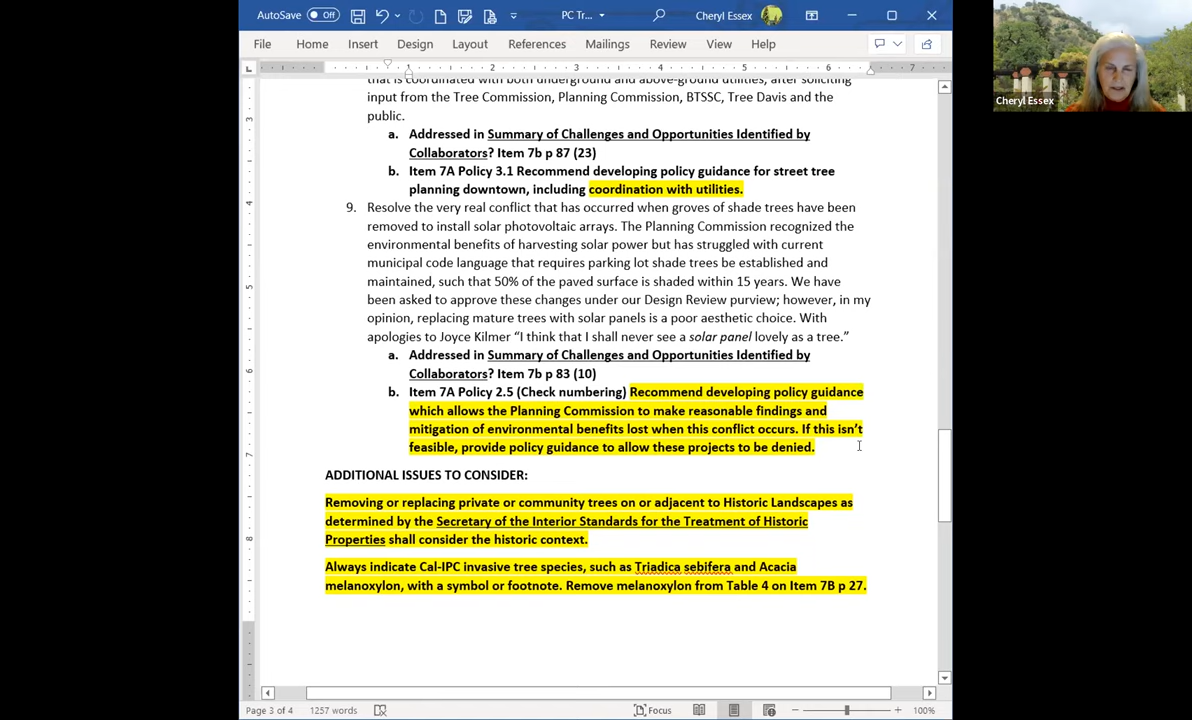 AutoSave Off PC Tr... Cheryl Essex
File Home Insert Design Layout References Mailings Review View Help
1 2 3 4 5 6 7
that is coordinated with both underground and above-ground utilities, after soliciting
input from the Tree Commission, Planning Commission, BTSSC, Tree Davis and the
public.
a. Addressed in Summary of Challenges and Opportunities Identified by
Collaborators? Item 7b p 87 (23)
b. Item 7A Policy 3.1 Recommend developing policy guidance for street tree
planning downtown, including coordination with utilities.
9. Resolve the very real conflict that has occurred when groves of shade trees have been
removed to install solar photovoltaic arrays. The Planning Commission recognized the
environmental benefits of harvesting solar power but has struggled with current
municipal code language that requires parking lot shade trees be established and
maintained, such that 50% of the paved surface is shaded within 15 years. We have
been asked to approve these changes under our Design Review purview; however, in my
opinion, replacing mature trees with solar panels is a poor aesthetic choice. With
apologies to Joyce Kilmer “I think that I shall never see a solar panel lovely as a tree.”
a. Addressed in Summary of Challenges and Opportunities Identified by
Collaborators? Item 7b p 83 (10)
b. Item 7A Policy 2.5 (Check numbering) Recommend developing policy guidance
which allows the Planning Commission to make reasonable findings and
mitigation of environmental benefits lost when this conflict occurs. If this isn’t
feasible, provide policy guidance to allow these projects to be denied.
ADDITIONAL ISSUES TO CONSIDER:
Removing or replacing private or community trees on or adjacent to Historic Landscapes as
determined by the Secretary of the Interior Standards for the Treatment of Historic
Properties shall consider the historic context.
Always indicate Cal-IPC invasive tree species, such as Triadica sebifera and Acacia
melanoxylon, with a symbol or footnote. Remove melanoxylon from Table 4 on Item 7B p 27.
3
4
5
6
7
8
Page 3 of 4 1257 words Focus 100%
Cheryl Essex